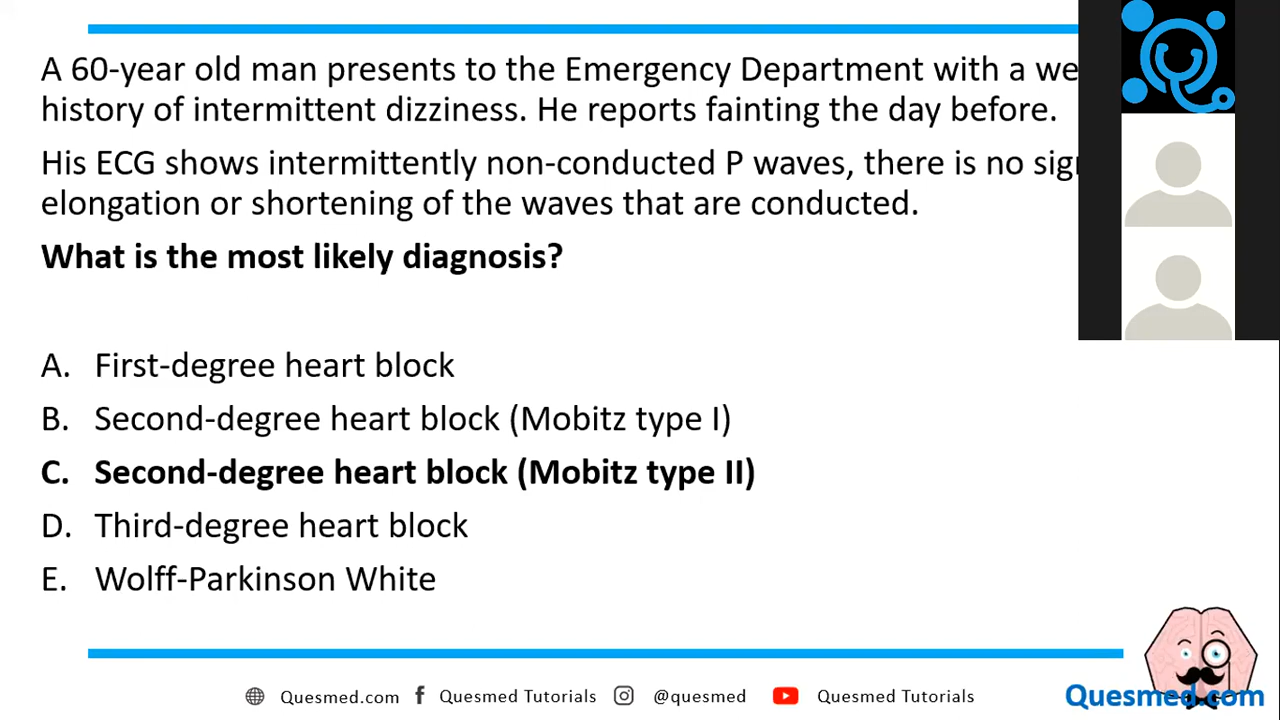 A 60-year old man presents to the Emergency Department with a we
history of intermittent dizziness. He reports fainting the day before.
His ECG shows intermittently non-conducted P waves, there is no sig
elongation or shortening of the waves that are conducted.
What is the most likely diagnosis?
A. First-degree heart block
B. Second-degree heart block (Mobitz type I)
C. Second-degree heart block (Mobitz type II)
D. Third-degree heart block
E. Wolff-Parkinson White
Quesmed.com Quesmed Tutorials @quesmed Quesmed Tutorials
Quesmed.com